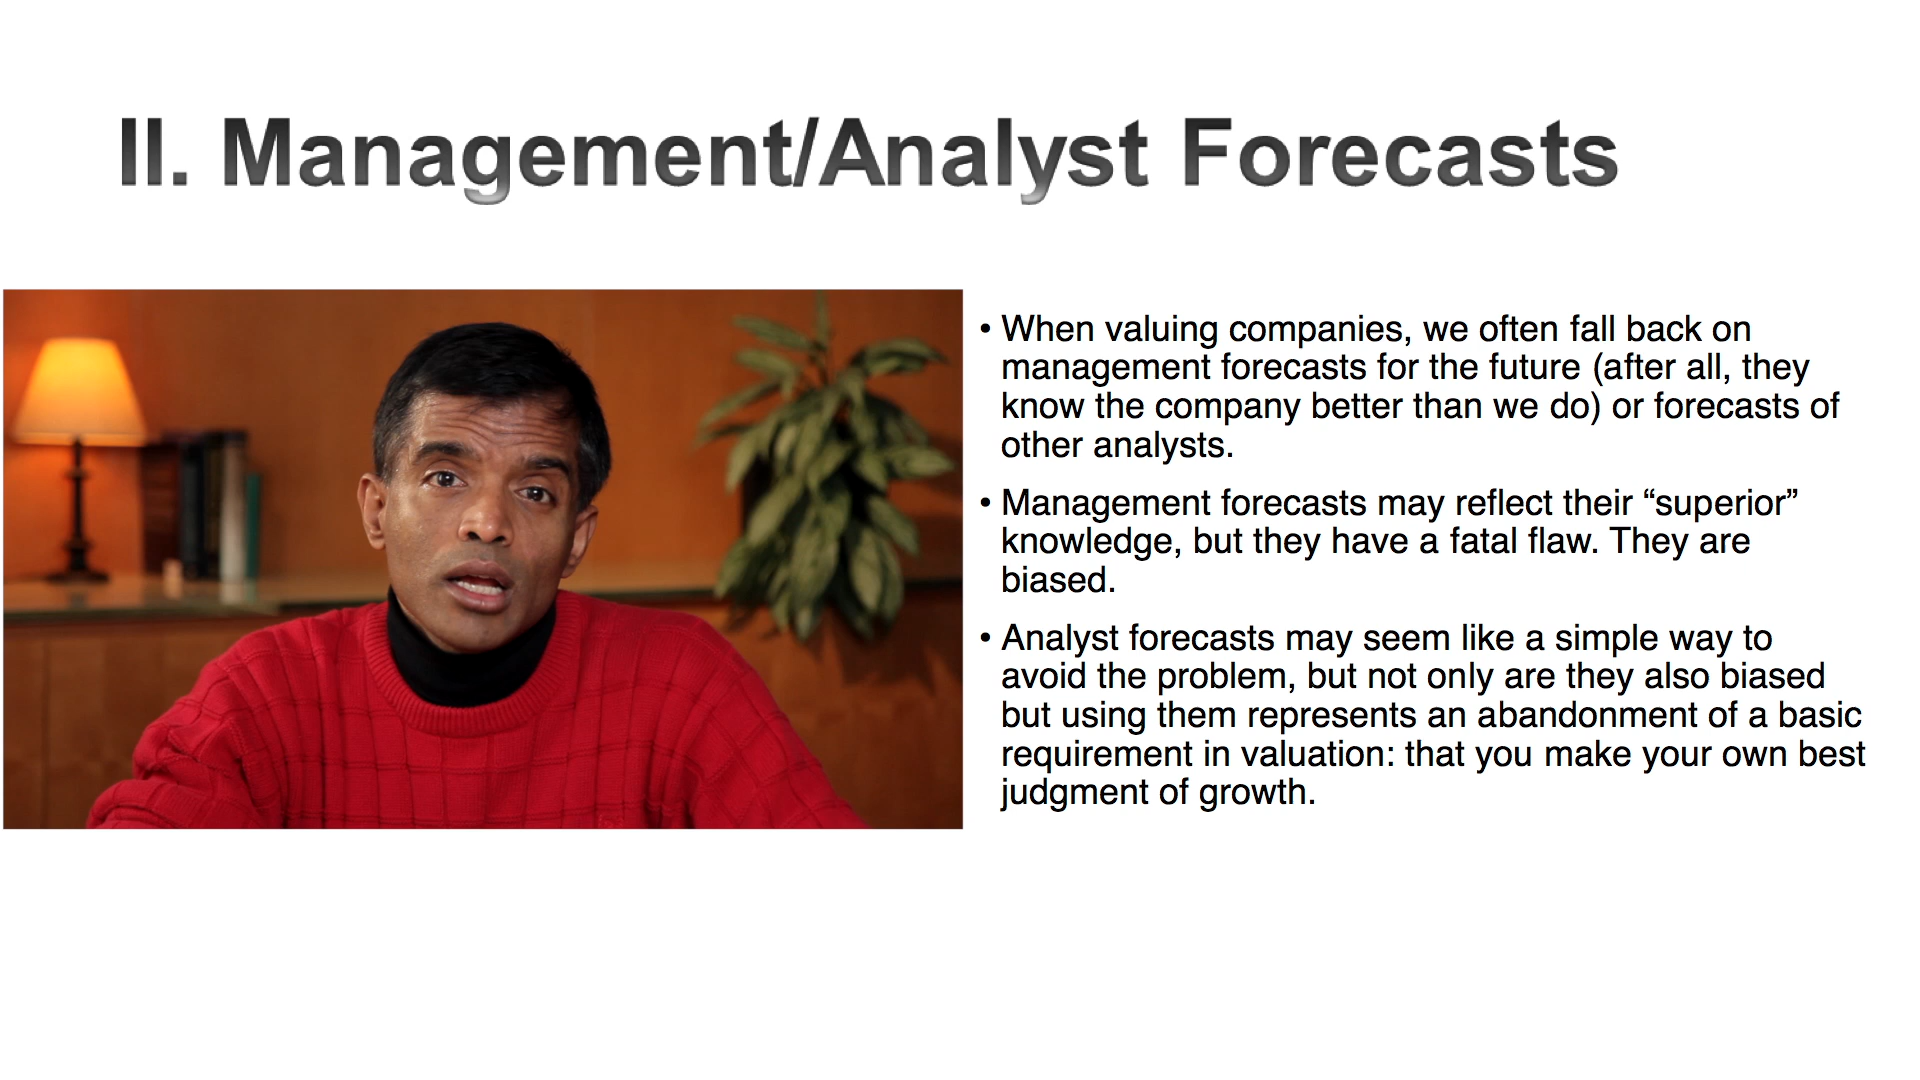 II. Management/Analyst Forecasts
• When valuing companies, we often fall back on
management forecasts for the future (after all, they
know the company better than we do) or forecasts of
other analysts.
• Management forecasts may reflect their “superior”
knowledge, but they have a fatal flaw. They are
biased.
• Analyst forecasts may seem like a simple way to
avoid the problem, but not only are they also biased
but using them represents an abandonment of a basic
requirement in valuation: that you make your own best
judgment of growth.